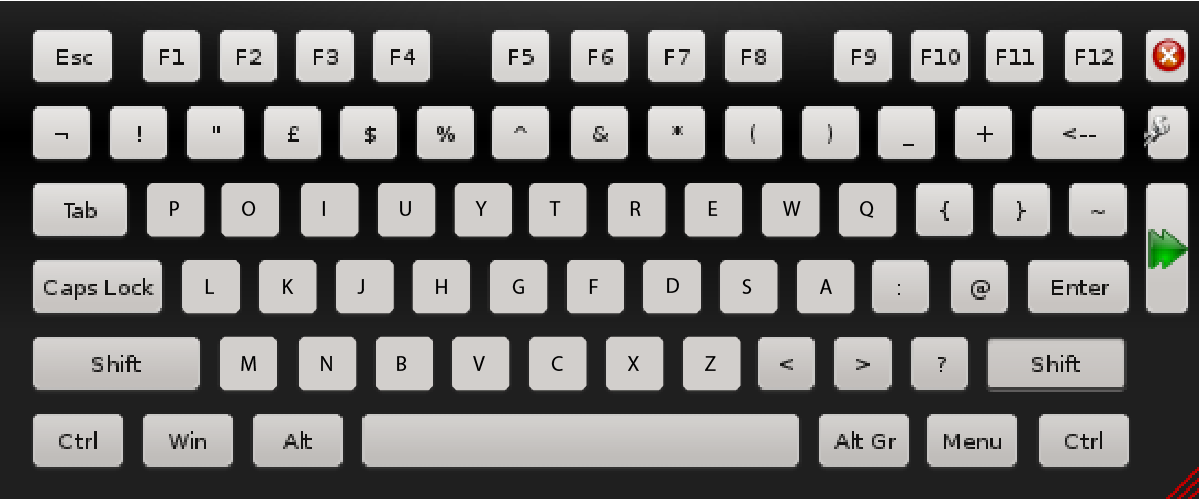 Esc F1 F2 F3 F4 F5 F6 F7 F8 F9 F10 F11 F12
¬ ! " £ $ % ^ & * ( ) _ + <--
Tab P O I U Y T R E W Q { } ~
Caps Lock L K J H G F D S A : @ Enter
Shift M N B V C X Z < > ? Shift
Ctrl Win Alt Alt Gr Menu Ctrl